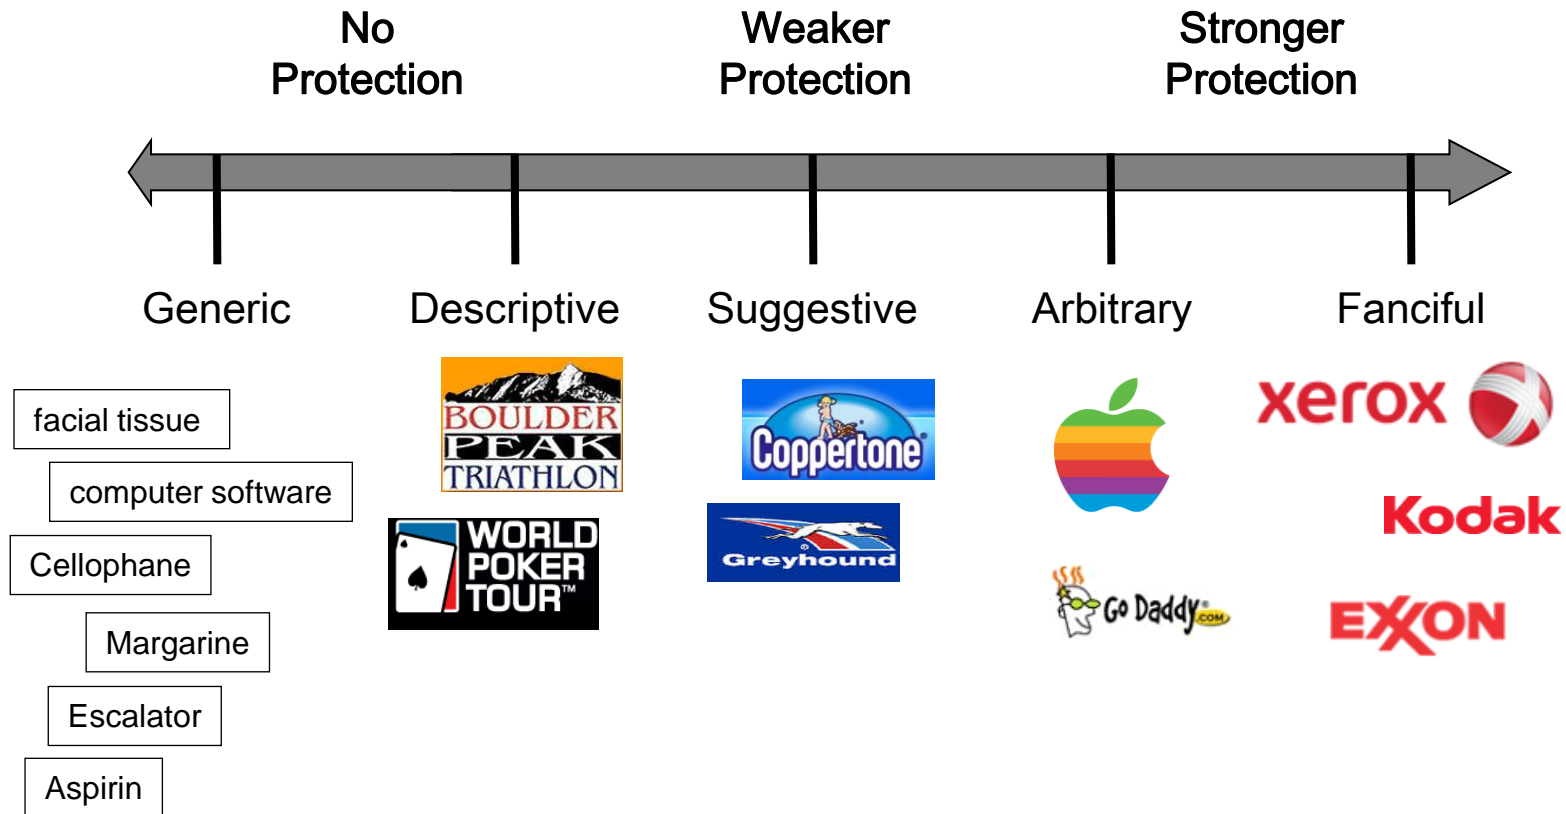 No
Protection
Weaker
Protection
Stronger
Protection
Generic
Descriptive
Suggestive
Arbitrary
Fanciful
facial tissue
computer software
Cellophane
Margarine
Escalator
Aspirin
BOULDER
PEAK
TRIATHLON
WORLD
POKER
TOUR™
Coppertone®
Greyhound®
Go Daddy®.COM
xerox
Kodak
EXXON